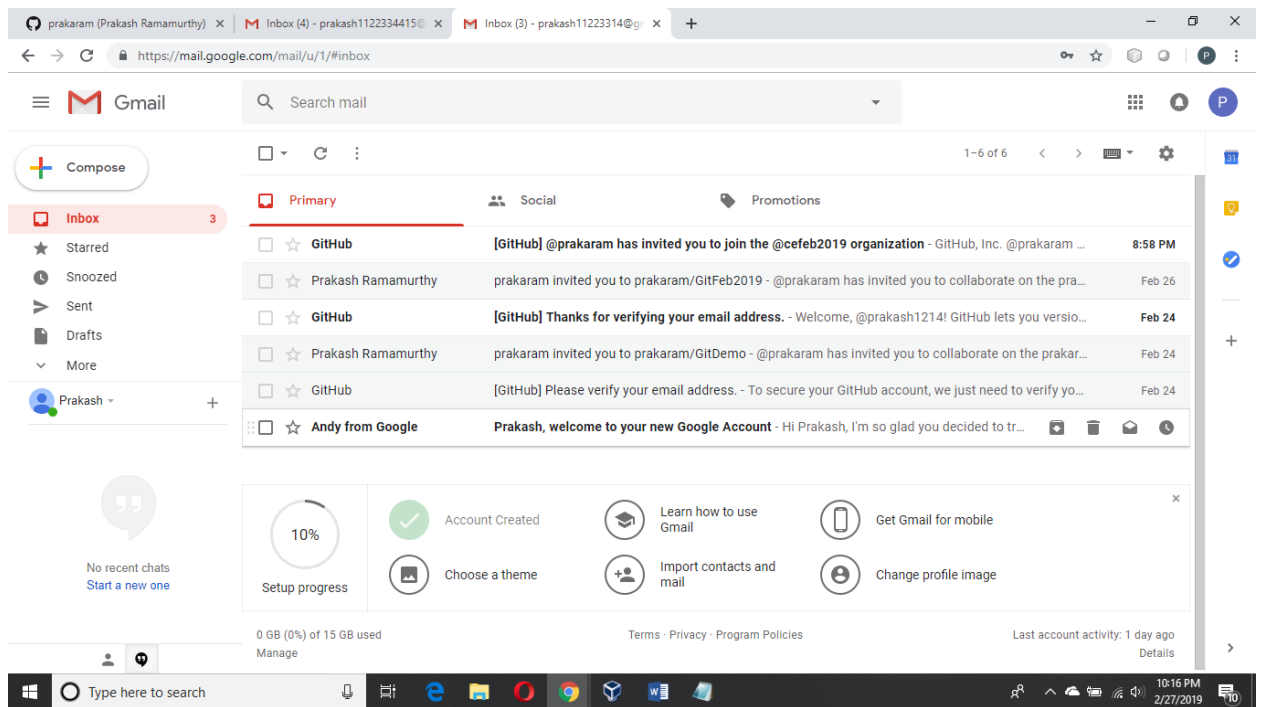 prakaram (Prakash Ramamurthy)
Inbox (4) - prakash1122334415@
Inbox (3) - prakash11223314@gm
https://mail.google.com/mail/u/1/#inbox
P
Gmail
Search mail
P
Compose
1–6 of 6
31
Primary
Social
Promotions
Inbox 3
Starred
Snoozed
Sent
Drafts
More
Prakash
GitHub [GitHub] @prakaram has invited you to join the @cefeb2019 organization - GitHub, Inc. @prakaram ... 8:58 PM
Prakash Ramamurthy prakaram invited you to prakaram/GitFeb2019 - @prakaram has invited you to collaborate on the pra... Feb 26
GitHub [GitHub] Thanks for verifying your email address. - Welcome, @prakash1214! GitHub lets you versio... Feb 24
Prakash Ramamurthy prakaram invited you to prakaram/GitDemo - @prakaram has invited you to collaborate on the prakar... Feb 24
GitHub [GitHub] Please verify your email address. - To secure your GitHub account, we just need to verify yo... Feb 24
Andy from Google Prakash, welcome to your new Google Account - Hi Prakash, I'm so glad you decided to tr...
No recent chats
Start a new one
10%
Setup progress
Account Created
Learn how to use
Gmail
Get Gmail for mobile
Choose a theme
Import contacts and
mail
Change profile image
0 GB (0%) of 15 GB used
Manage
Terms · Privacy · Program Policies
Last account activity: 1 day ago
Details
Type here to search
10:16 PM
2/27/2019
10